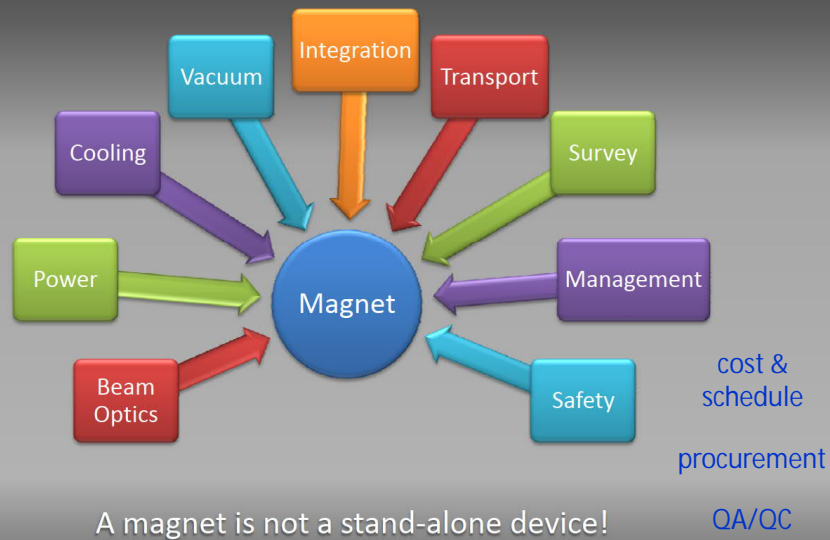 Integration
Vacuum
Transport
Cooling
Survey
Power
Magnet
Management
Beam
Optics
Safety
cost &
schedule
procurement
A magnet is not a stand-alone device!
QA/QC